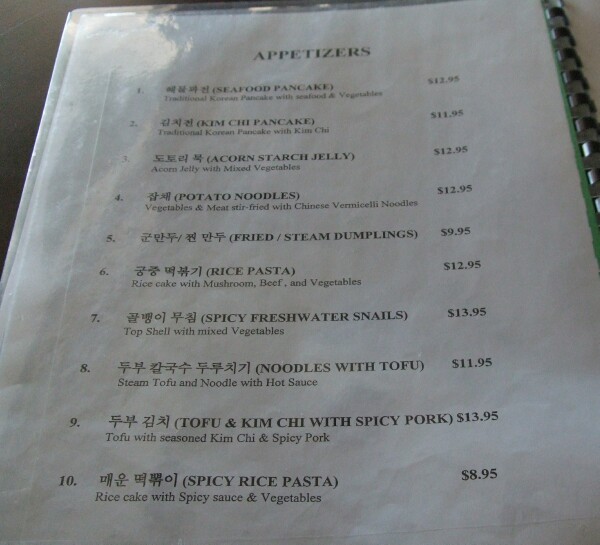 APPETIZERS
1. 해물파전 (SEAFOOD PANCAKE) $12.95
Traditional Korean Pancake with seafood & Vegetables
2. 김치전 (KIM CHI PANCAKE) $11.95
Traditional Korean Pancake with Kim Chi
3. 도토리 묵 (ACORN STARCH JELLY) $12.95
Acorn Jelly with Mixed Vegetables
4. 잡채 (POTATO NOODLES) $12.95
Vegetables & Meat stir-fried with Chinese Vermicelli Noodles
5. 군만두/ 찐 만두 (FRIED / STEAM DUMPLINGS) $9.95
6. 궁중 떡볶기 (RICE PASTA) $12.95
Rice cake with Mushroom, Beef , and Vegetables
7. 골뱅이 무침 (SPICY FRESHWATER SNAILS) $13.95
Top Shell with mixed Vegetables
8. 두부 칼국수 두루치기 (NOODLES WITH TOFU) $11.95
Steam Tofu and Noodle with Hot Sauce
9. 두부 김치 (TOFU & KIM CHI WITH SPICY PORK) $13.95
Tofu with seasoned Kim Chi & Spicy Pork
10. 매운 떡뽂이 (SPICY RICE PASTA) $8.95
Rice cake with Spicy sauce & Vegetables